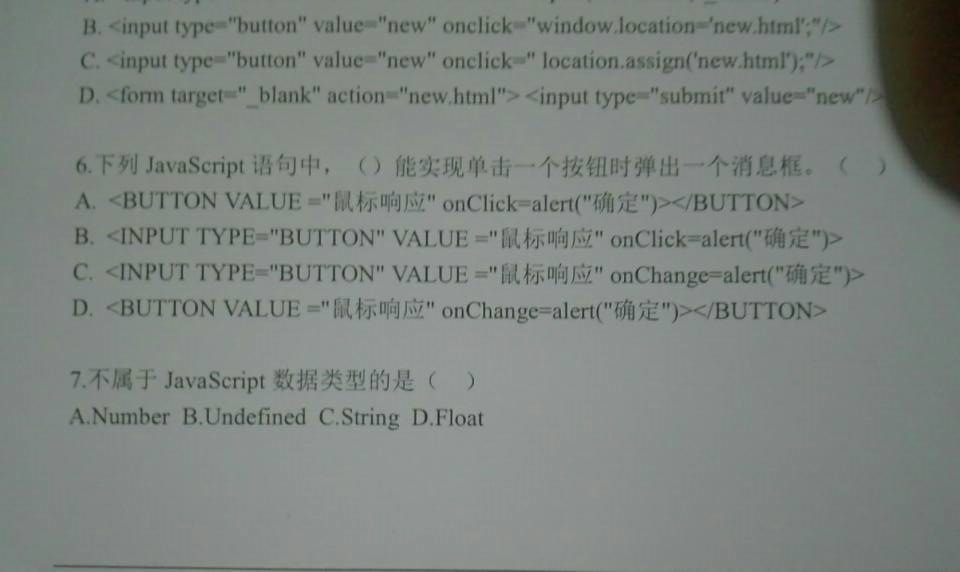 B. <input type="button" value="new" onclick="window.location='new.html';"/>
C. <input type="button" value="new" onclick=" location.assign('new.html');"/>
D. <form target="_blank" action="new.html"> <input type="submit" value="new"/>
6.下列 JavaScript 语句中，（）能实现单击一个按钮时弹出一个消息框。（ ）
A. <BUTTON VALUE ="鼠标响应" onClick=alert("确定")></BUTTON>
B. <INPUT TYPE="BUTTON" VALUE ="鼠标响应" onClick=alert("确定")>
C. <INPUT TYPE="BUTTON" VALUE ="鼠标响应" onChange=alert("确定")>
D. <BUTTON VALUE ="鼠标响应" onChange=alert("确定")></BUTTON>
7.不属于 JavaScript 数据类型的是（ ）
A.Number B.Undefined C.String D.Float